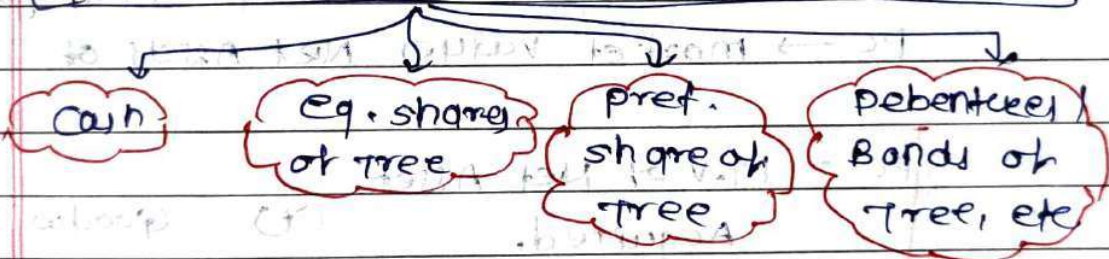 Cash
eq. shares
of Tree
pref.
share of
Tree,
Debentures/
Bonds of
Tree, etc